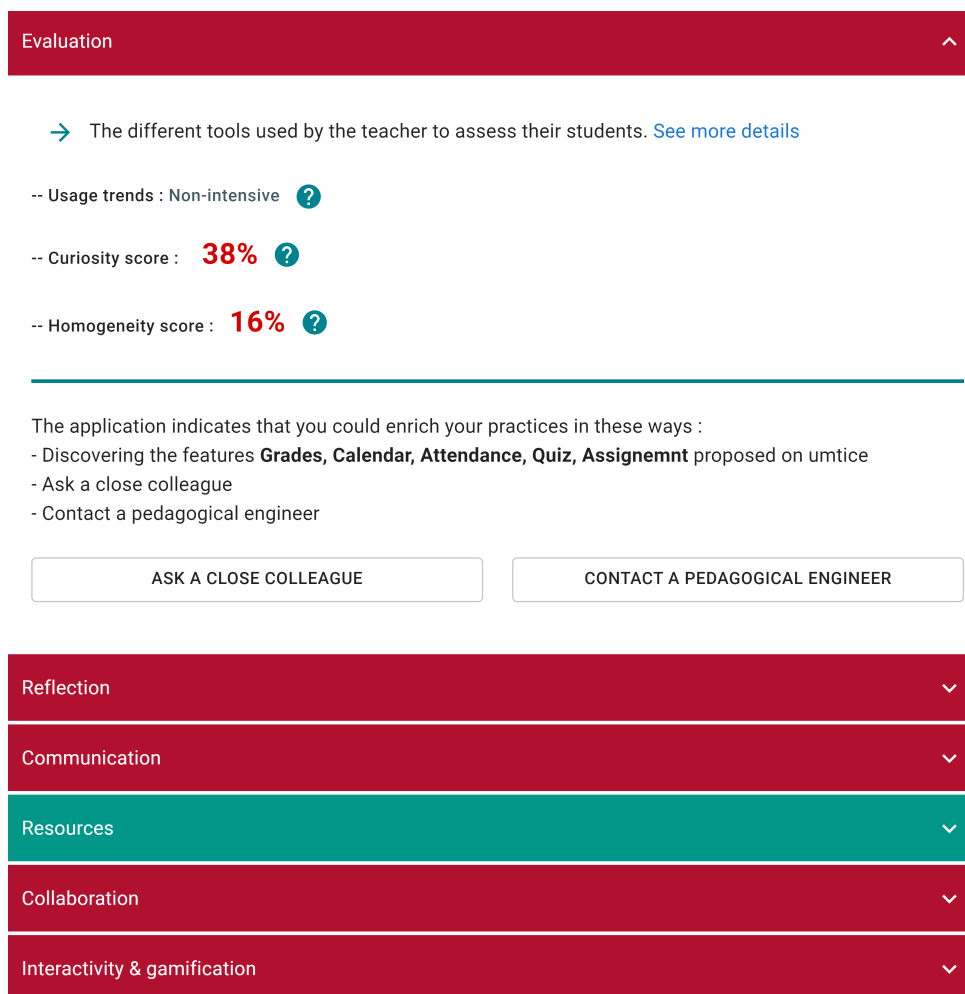 Evaluation
The different tools used by the teacher to assess their students. See more details
-- Usage trends : Non-intensive ?
-- Curiosity score : 38% ?
-- Homogeneity score : 16% ?
The application indicates that you could enrich your practices in these ways :
- Discovering the features Grades, Calendar, Attendance, Quiz, Assignemnt proposed on umtice
- Ask a close colleague
- Contact a pedagogical engineer
ASK A CLOSE COLLEAGUE
CONTACT A PEDAGOGICAL ENGINEER
Reflection
Communication
Resources
Collaboration
Interactivity & gamification